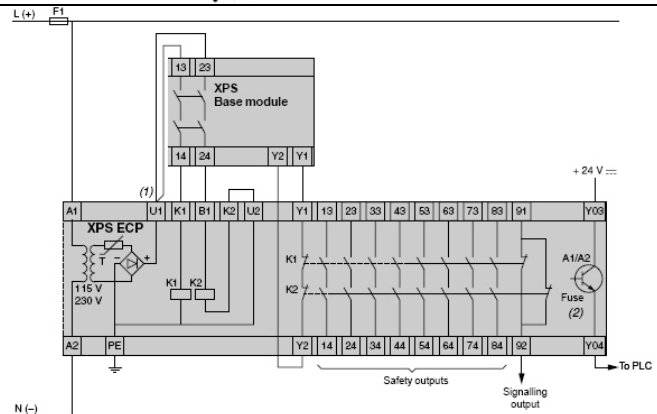 L (+) F1
13 23
XPS
Base module
14 24 Y2 Y1
+ 24 V
(1)
A1 U1 K1 B1 K2 U2 Y1 13 23 33 43 53 63 73 83 91 Y03
XPS ECP
T - +
K1 A1/A2
115 V
230 V
K1 K2 K2
Fuse
(2)
A2 PE Y2 14 24 34 44 54 64 74 84 92 Y04
To PLC
Safety outputs
Signalling
output
N (–)